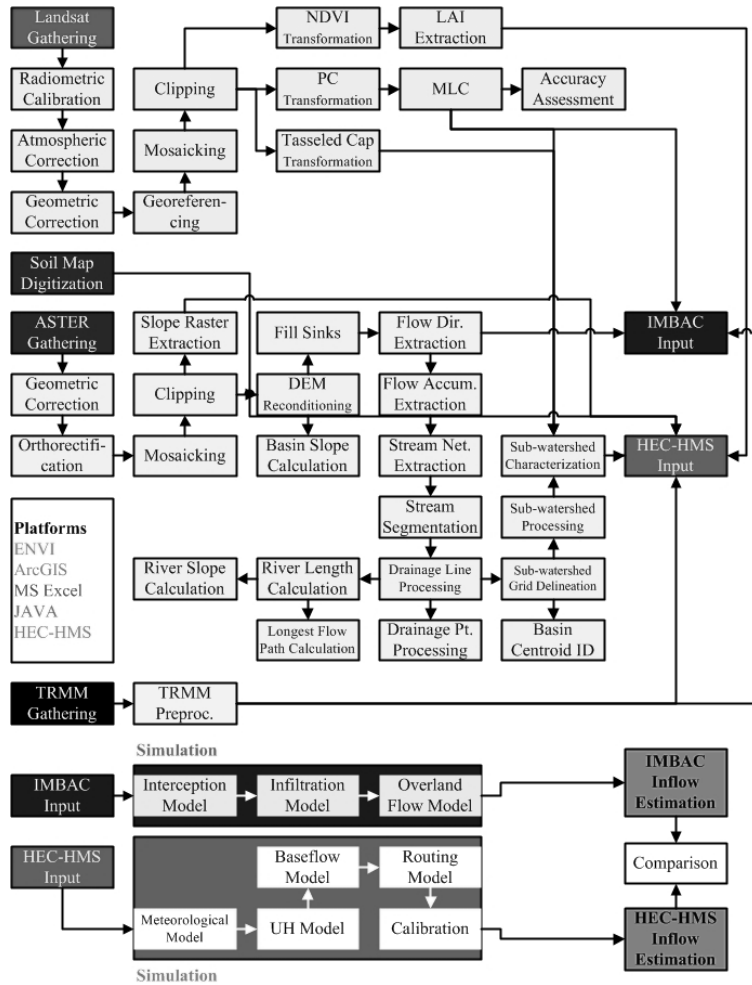 Landsat
Gathering
NDVI
Transformation
LAI
Extraction
Radiometric
Calibration
Clipping
PC
Transformation
MLC
Accuracy
Assessment
Atmospheric
Correction
Mosaicking
Tasseled Cap
Transformation
Geometric
Correction
Georeferen-
cing
Soil Map
Digitization
ASTER
Gathering
Slope Raster
Extraction
Fill Sinks
Flow Dir.
Extraction
IMBAC
Input
Geometric
Correction
Clipping
DEM
Reconditioning
Flow Accum.
Extraction
Orthorectifi-
cation
Mosaicking
Basin Slope
Calculation
Stream Net.
Extraction
Sub-watershed
Characterization
HEC-HMS
Input
Stream
Segmentation
Sub-watershed
Processing
Platforms
ENVI
ArcGIS
MS Excel
JAVA
HEC-HMS
River Slope
Calculation
River Length
Calculation
Drainage Line
Processing
Sub-watershed
Grid Delineation
Longest Flow
Path Calculation
Drainage Pt.
Processing
Basin
Centroid ID
TRMM
Gathering
TRMM
Preproc.
Simulation
IMBAC
Input
Interception
Model
Infiltration
Model
Overland
Flow Model
IMBAC
Inflow
Estimation
HEC-HMS
Input
Baseflow
Model
Routing
Model
Comparison
Meteorological
Model
UH Model
Calibration
HEC-HMS
Inflow
Estimation
Simulation